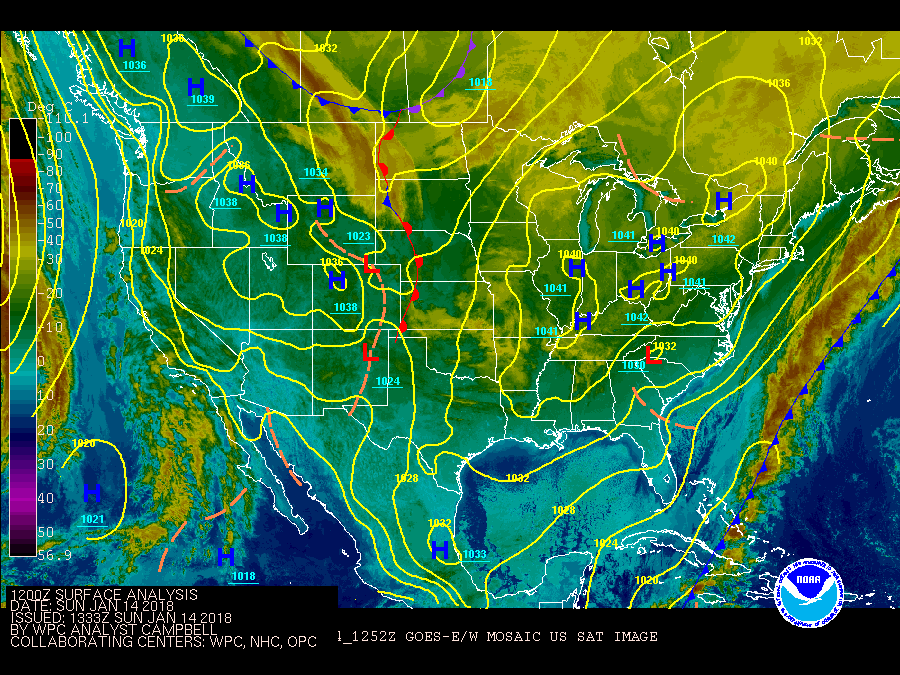 1036
1032
1032
H
1036
H
1039
1018
1036
Deg
110.1
100
90
80
70
60
50
40
30
20
10
0
10
20
30
40
50
56.9
1040
1036
H
1034
H
1038
H
H
1020
1038
1023
1024
1041
H
1040
1042
1040
H
1040
H
1036
L
H
1041
H
1041
H
1038
1042
H
1041
1032
L
1030
L
1024
1020
1028
1032
H
1021
1028
1032
H
1033
1024
H
1018
1020
NOAA
1200Z SURFACE ANALYSIS
DATE: SUN JAN 14 2018
ISSUED: 1333Z SUN JAN 14 2018
BY WPC ANALYST CAMPBELL
COLLABORATING CENTERS: WPC, NHC, OPC
1_1252Z GOES-E/W MOSAIC US SAT IMAGE